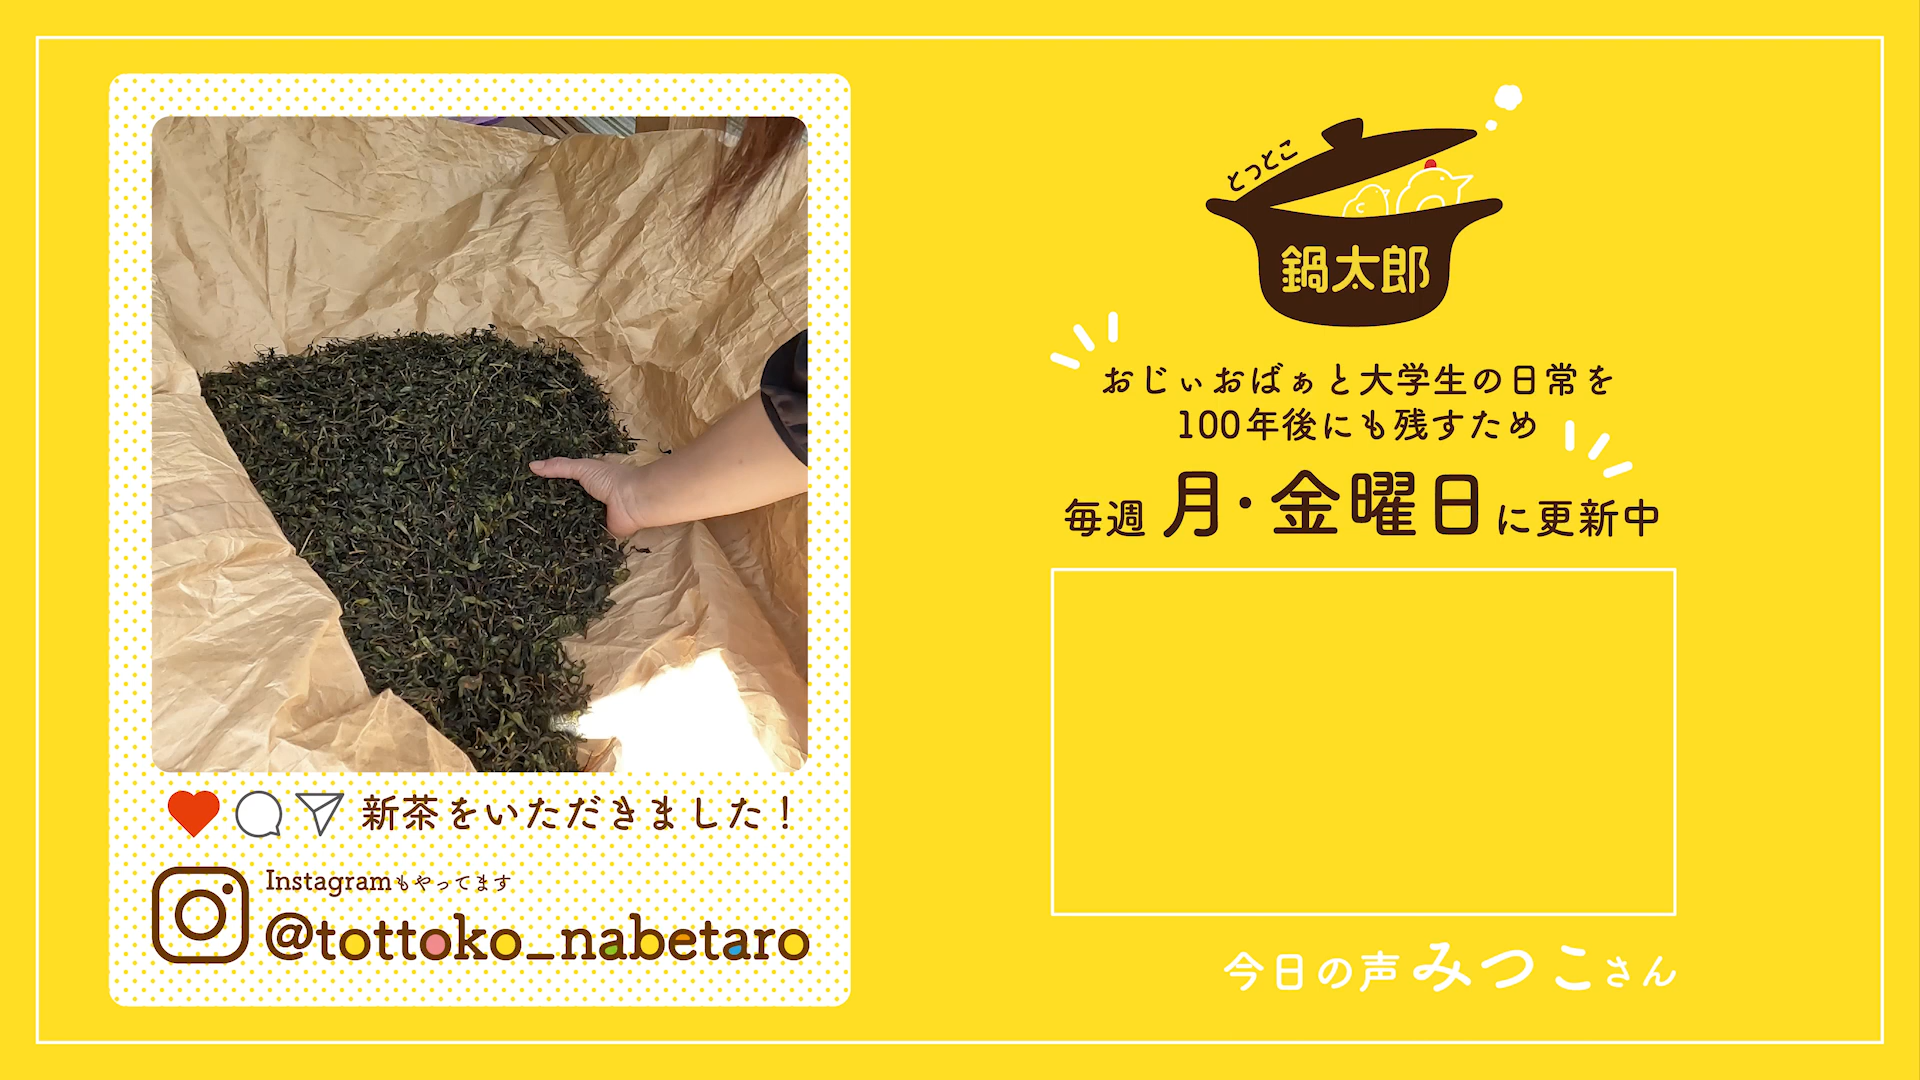 新茶をいただきました！
Instagramもやってます
@tottoko_nabetaro
とっとこ
鍋太郎
おじぃおばぁと大学生の日常を
100年後にも残すため
毎週 月・金曜日に更新中
今日の声 みつこさん